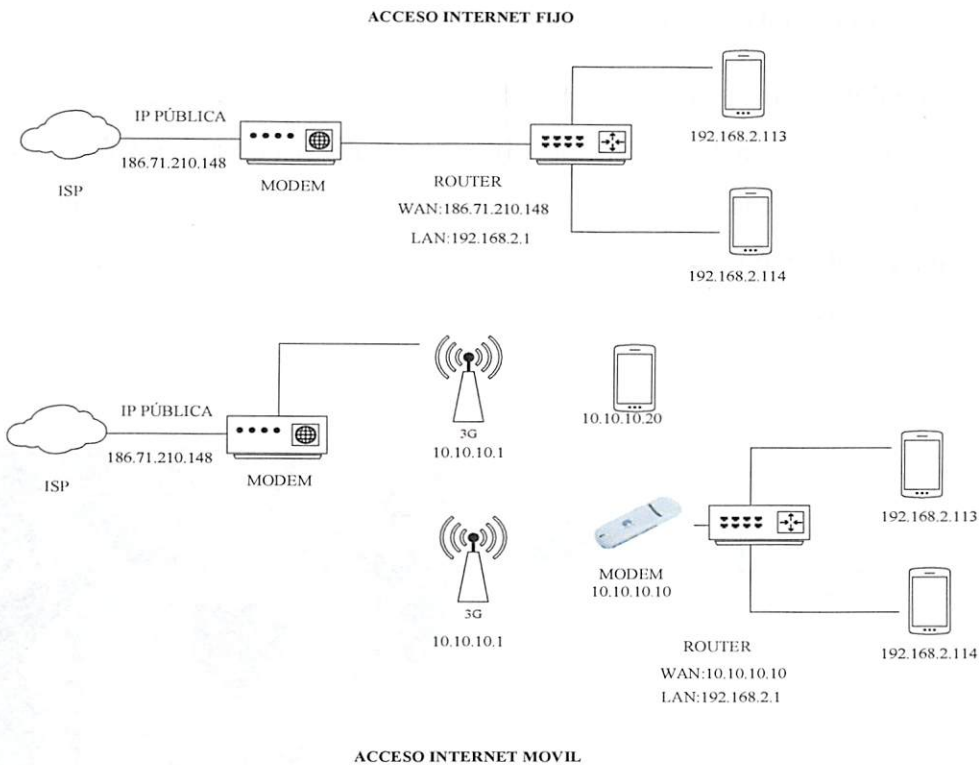 ACCESO INTERNET FIJO
IP PÚBLICA
186.71.210.148
ISP
MODEM
ROUTER
WAN:186.71.210.148
LAN:192.168.2.1
192.168.2.113
192.168.2.114
IP PÚBLICA
186.71.210.148
ISP
MODEM
3G
10.10.10.1
10.10.10.20
3G
10.10.10.1
MODEM
10.10.10.10
ROUTER
WAN:10.10.10.10
LAN:192.168.2.1
192.168.2.113
192.168.2.114
ACCESO INTERNET MOVIL